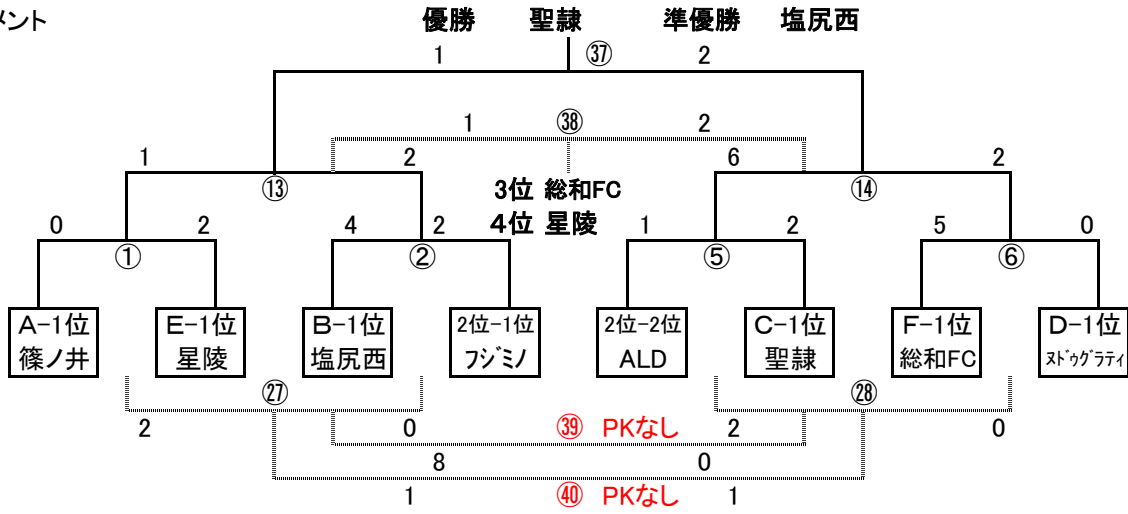 メント
優勝 聖隷 準優勝 塩尻西
1 ㊲ 2
1 ㊳ 2
1 2 6 2
⑬ ⑭
3位 総和FC
4位 星陵
0 2 4 2 1 2 5 0
① ② ⑤ ⑥
A-1位 E-1位 B-1位 2位-1位 2位-2位 C-1位 F-1位 D-1位
篠ノ井 星陵 塩尻西 フジミノ ALD 聖隷 総和FC ヌドゥグラティ
㉗ ㉘
2 0 ㊴ PKなし 2 0
8 0
1 ㊵ PKなし 1